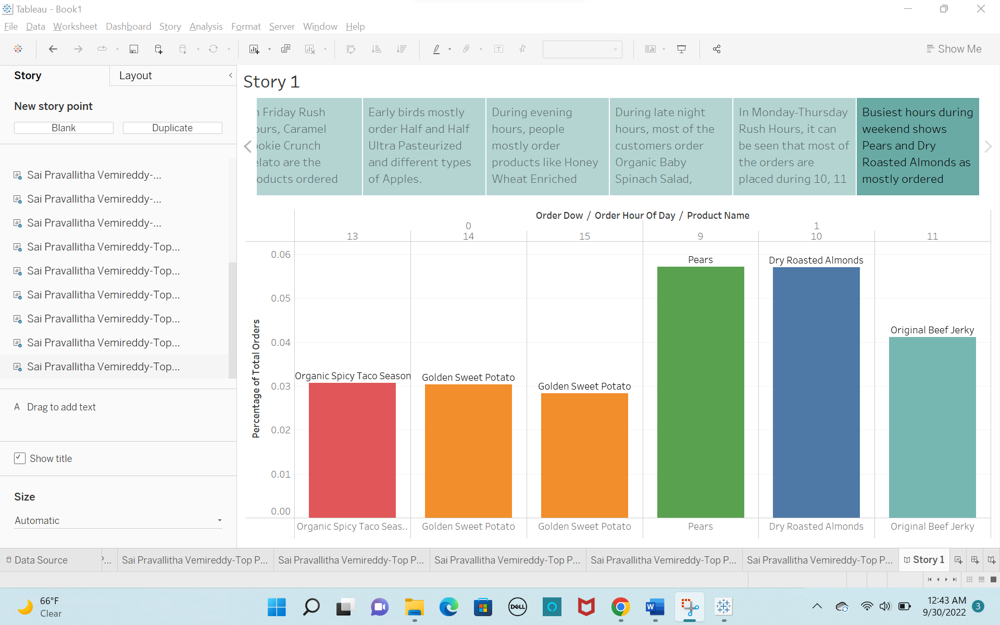 Tableau - Book1
File Data Worksheet Dashboard Story Analysis Format Server Window Help
Show Me
Story Layout
New story point
Blank Duplicate
Sai Pravallitha Vemireddy-...
Sai Pravallitha Vemireddy-...
Sai Pravallitha Vemireddy-...
Sai Pravallitha Vemireddy-Top...
Sai Pravallitha Vemireddy-Top...
Sai Pravallitha Vemireddy-Top...
Sai Pravallitha Vemireddy-Top...
Sai Pravallitha Vemireddy-Top...
Sai Pravallitha Vemireddy-Top...
A Drag to add text
Show title
Size
Automatic
Story 1
Friday Rush
Caramel
Crunch
are the
ordered
Early birds mostly
order Half and Half
Ultra Pasteurized
and different types
of Apples.
During evening
hours, people
mostly order
products like Honey
Wheat Enriched
During late night
hours, most of the
customers order
Organic Baby
Spinach Salad,
In Monday-Thursday
Rush Hours, it can
be seen that most of
the orders are
placed during 10, 11
Busiest hours during
weekend shows
Pears and Dry
Roasted Almonds as
mostly ordered
Order Dow / Order Hour Of Day / Product Name
0 1
13 14 15 9 10 11
Percentage of Total Orders
0.06
0.05
0.04
0.03
0.02
0.01
0.00
Organic Spicy Taco Season
Golden Sweet Potato
Golden Sweet Potato
Pears
Dry Roasted Almonds
Original Beef Jerky
Organic Spicy Taco Seas.. Golden Sweet Potato Golden Sweet Potato Pears Dry Roasted Almonds Original Beef Jerky
Data Source P... Sai Pravallitha Vemireddy-Top P... Sai Pravallitha Vemireddy-Top P... Sai Pravallitha Vemireddy-Top P... Sai Pravallitha Vemireddy-Top P... Sai Pravallitha Vemireddy-Top P... Story 1
66°F
Clear
DELL
W
12:43 AM
9/30/2022
3